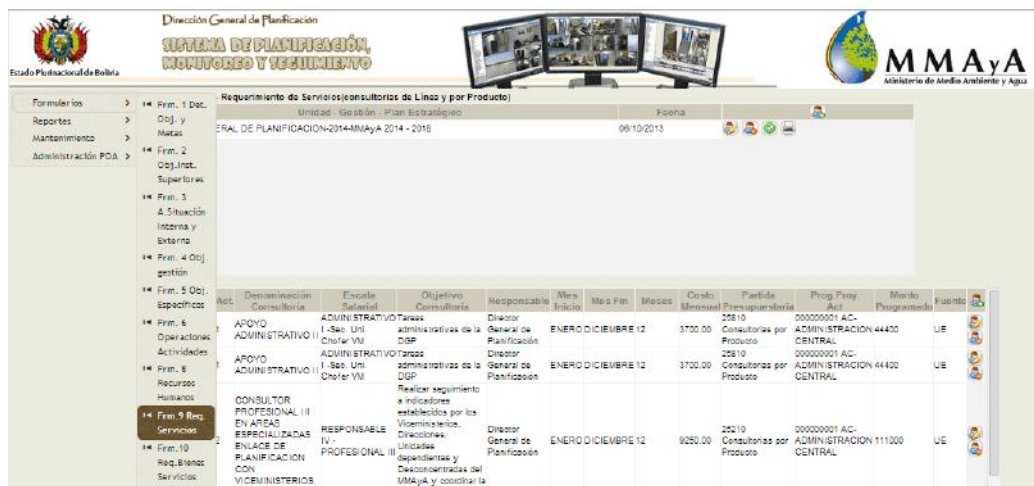 Dirección General de Planificación
SISTEMA DE PLANIFICACIÓN,
MONITOREO Y SEGUIMIENTO
Estado Plurinacional de Bolivia
MMAyA
Ministerio de Medio Ambiente y Agua
Formularios
Reportes
Mantenimiento
Administración POA
Frm. 1 Det.
Obj. y
Metas
Frm. 2
Obj.Inst.
Superiores
Frm. 3
A.Situación
Interna y
Externa
Frm. 4 Obj.
gestión
Frm. 5 Obj.
Específicos
Frm. 6
Operaciones
Actividades
Frm. 8
Recursos
Humanos
Frm.9 Req.
Servicios
Frm.10
Req.Bienes
Servicios
- Requerimiento de Servicios(consultorias de Linea y por Producto)
Unidad - Gestión - Plan Estratégico Fecha
ERAL DE PLANIFICACION-2014-MMAyA 2014 - 2018 06/10/2013
Act. Denominación Consultoria Escala Salarial Objetivo Consultoria Responsable Mes Inicio Mes Fin Meses Costo Mensual Partida Presupuestaria Prog.Proy. Act Monto Programado Fuente
APOYO ADMINISTRATIVO II ADMINISTRATIVO I -Sec. Uni. Chofer VM Tareas administrativas de la DGP Director General de Planificación ENERO DICIEMBRE 12 3700.00 25810 Consultorias por Producto 000000001 AC- ADMINISTRACION CENTRAL 44400 UE
APOYO ADMINISTRATIVO II ADMINISTRATIVO I -Sec. Uni. Chofer VM Tareas administrativas de la DGP Director General de Planificación ENERO DICIEMBRE 12 3700.00 25810 Consultorias por Producto 000000001 AC- ADMINISTRACION CENTRAL 44400 UE
2 CONSULTOR PROFESIONAL III EN AREAS ESPECIALIZADAS ENLACE DE PLANIFICACION CON VICEMINISTERIOS RESPONSABLE IV - PROFESIONAL III Realizar seguimiento a indicadores establecidos por los Viceministerios, Direcciones, Unidades dependientes y Desconcentradas del MMAyA y coordinar la Director General de Planificación ENERO DICIEMBRE 12 9250.00 25210 Consultorias por Producto 000000001 AC- ADMINISTRACION CENTRAL 111000 UE